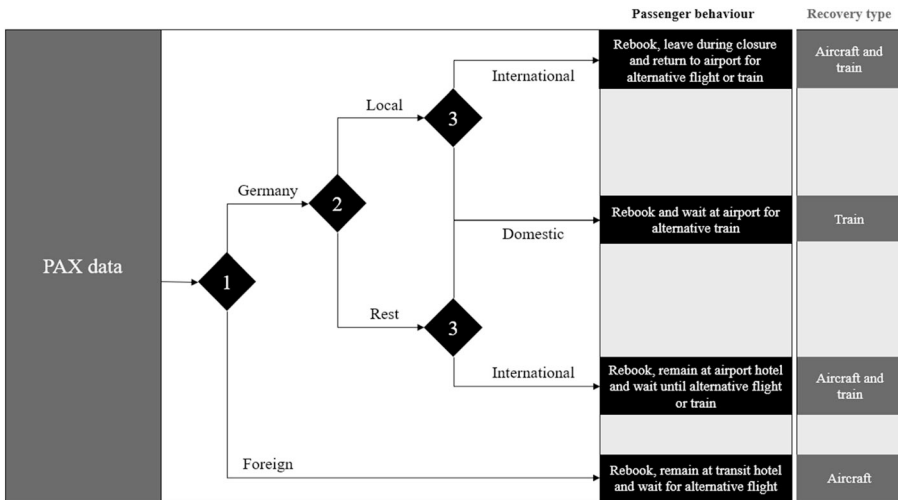 Passenger behaviour
Recovery type
Rebook, leave during closure
and return to airport for
alternative flight or train
Aircraft and
train
International
Local
3
Germany
2
Rebook and wait at airport for
alternative train
Train
Domestic
PAX data
1
Rest
3
International
Rebook, remain at airport hotel
and wait until alternative flight
or train
Aircraft and
train
Foreign
Rebook, remain at transit hotel
and wait for alternative flight
Aircraft